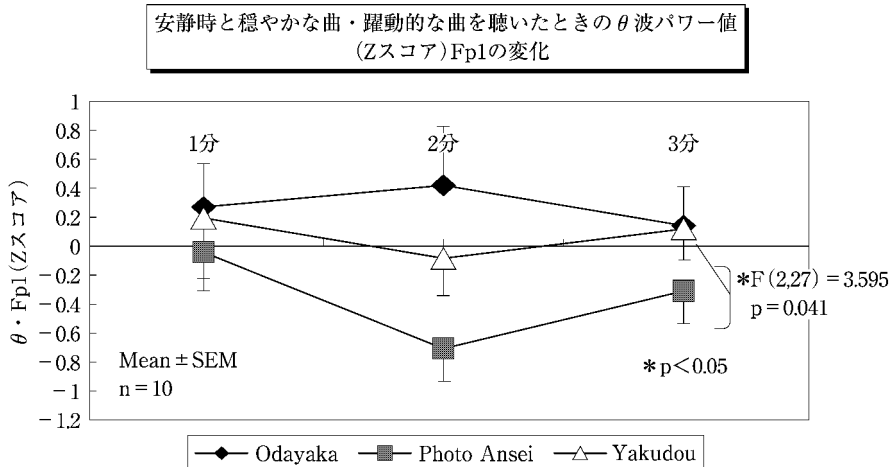 安静時と穏やかな曲・躍動的な曲を聴いたときのθ波パワー値
(Zスコア)Fp1の変化
θ・Fp1(Zスコア)
1
0.8
0.6
0.4
0.2
0
−0.2
−0.4
−0.6
−0.8
−1
−1.2
1分 2分 3分
*F(2,27)=3.595
p=0.041
Mean±SEM
n=10
*p<0.05
Odayaka Photo Ansei Yakudou